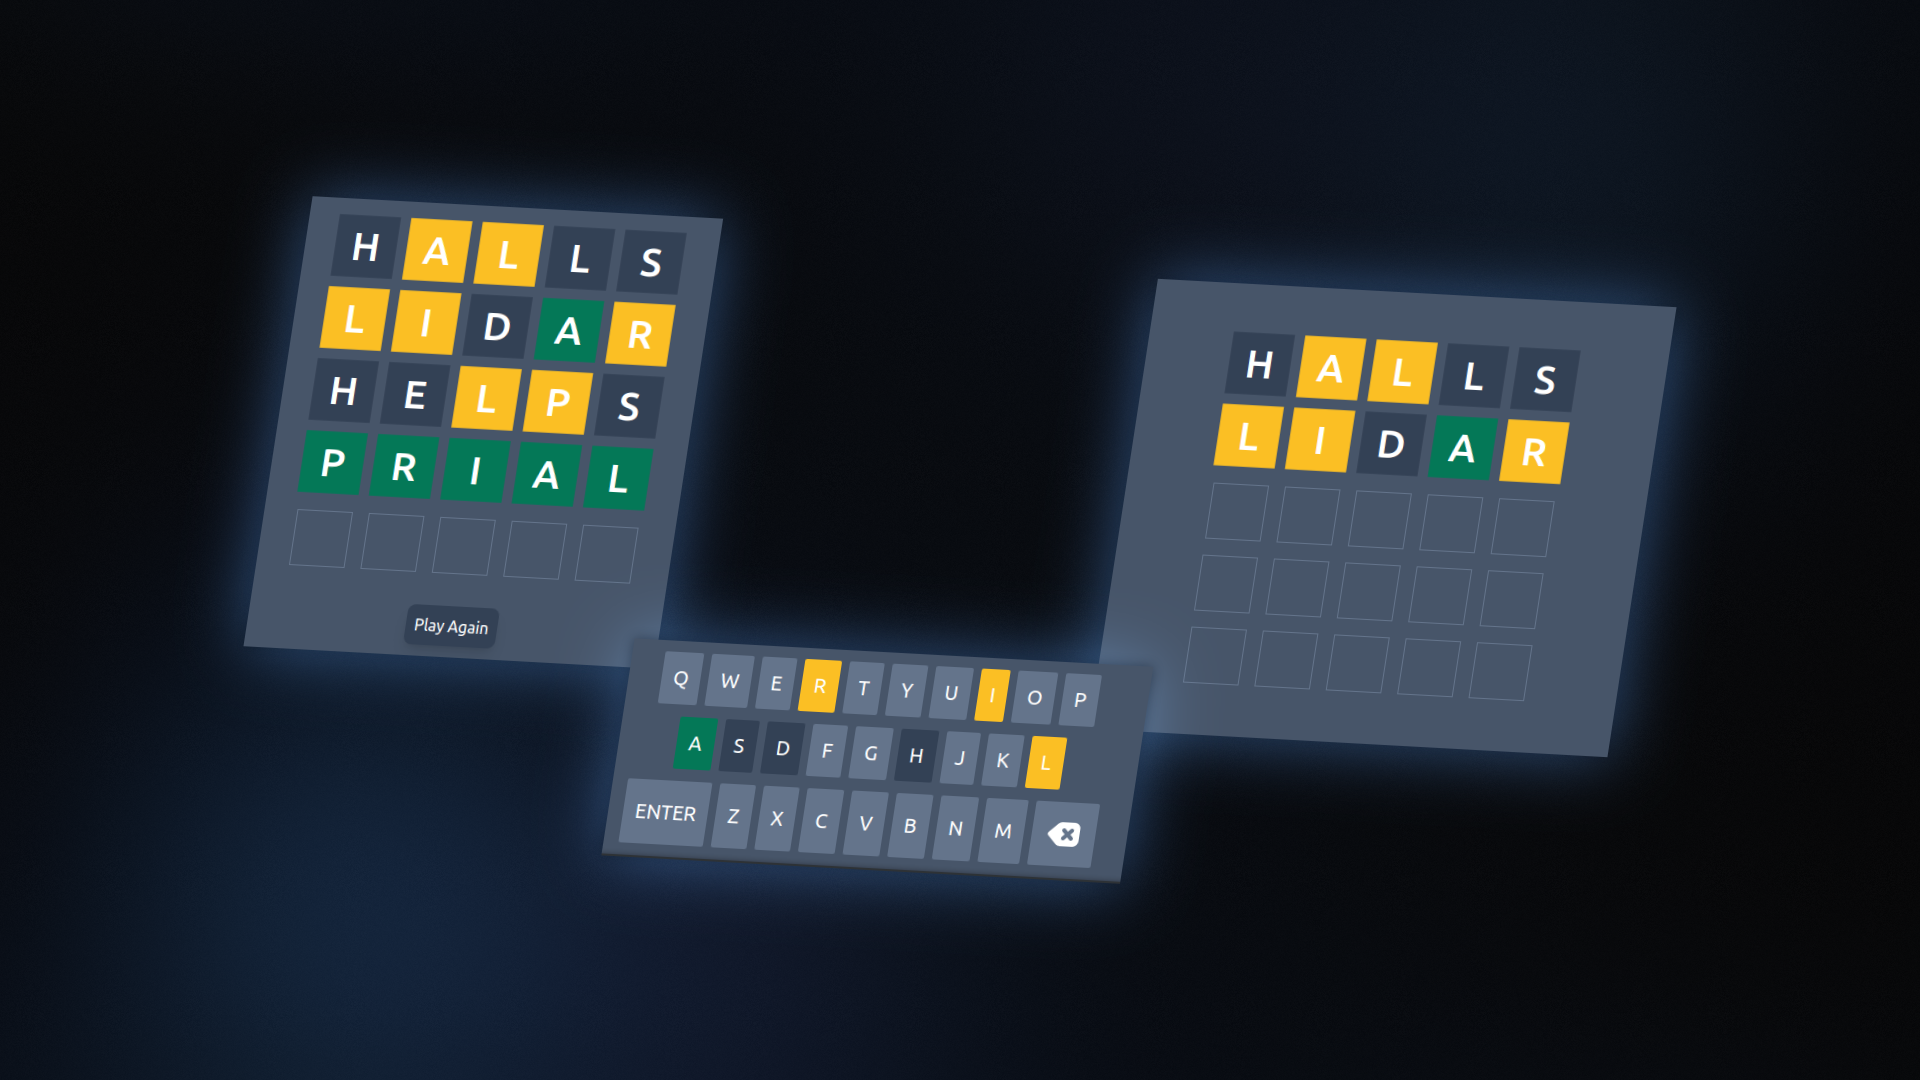 HALLS
LIDAR
HELPS
PRIAL
Play Again
HALLS
LIDAR
QWERTYUIOP
ASDFGHJKL
ENTER ZXCVBNM